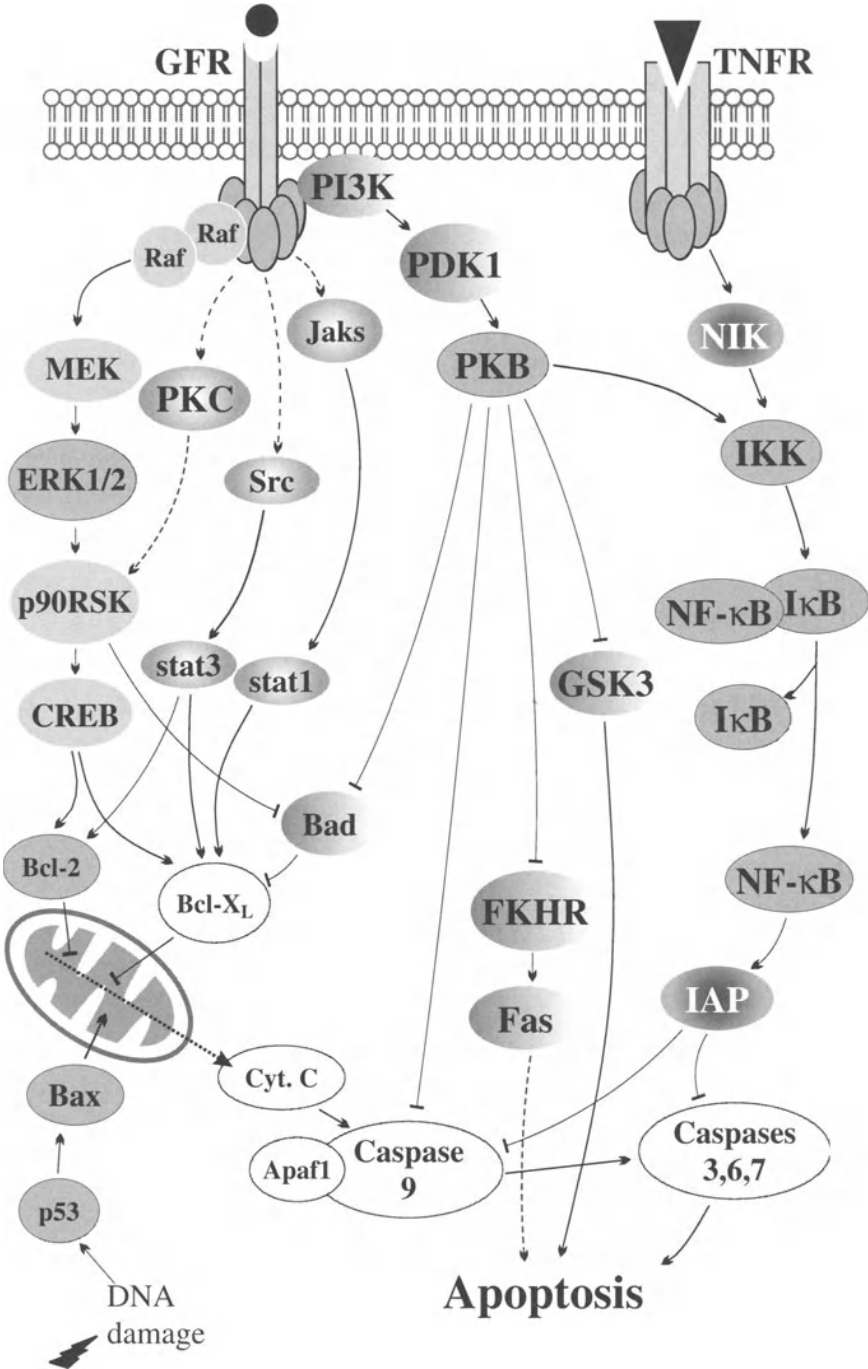 GFR
TNFR
PI3K
Raf
Raf
PDK1
Jaks
NIK
MEK
PKC
PKB
IKK
ERK1/2
Src
p90RSK
NF-κB
IκB
stat3
stat1
GSK3
CREB
IκB
Bad
Bcl-2
NF-κB
Bcl-XL
FKHR
IAP
Fas
Cyt. C
Bax
Caspase
9
Caspases
3,6,7
Apaf1
p53
Apoptosis
DNA
damage